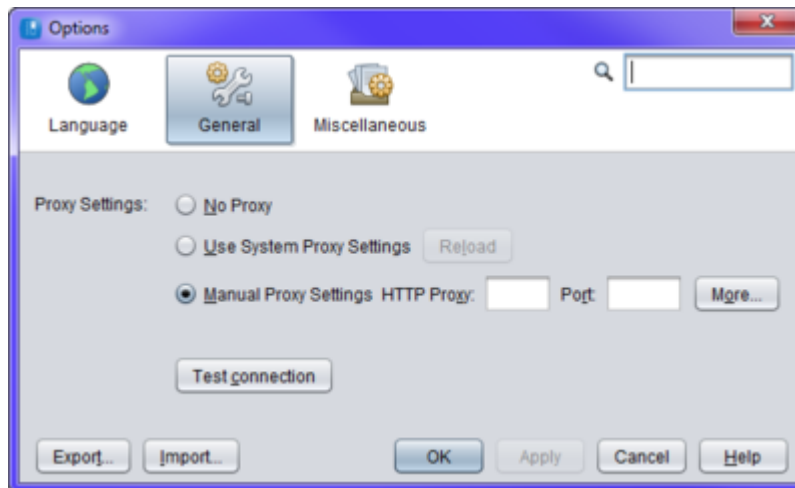 Options
Language General Miscellaneous
Proxy Settings: No Proxy
Use System Proxy Settings Reload
Manual Proxy Settings HTTP Proxy: Port: More...
Test connection
Export... Import... OK Apply Cancel Help